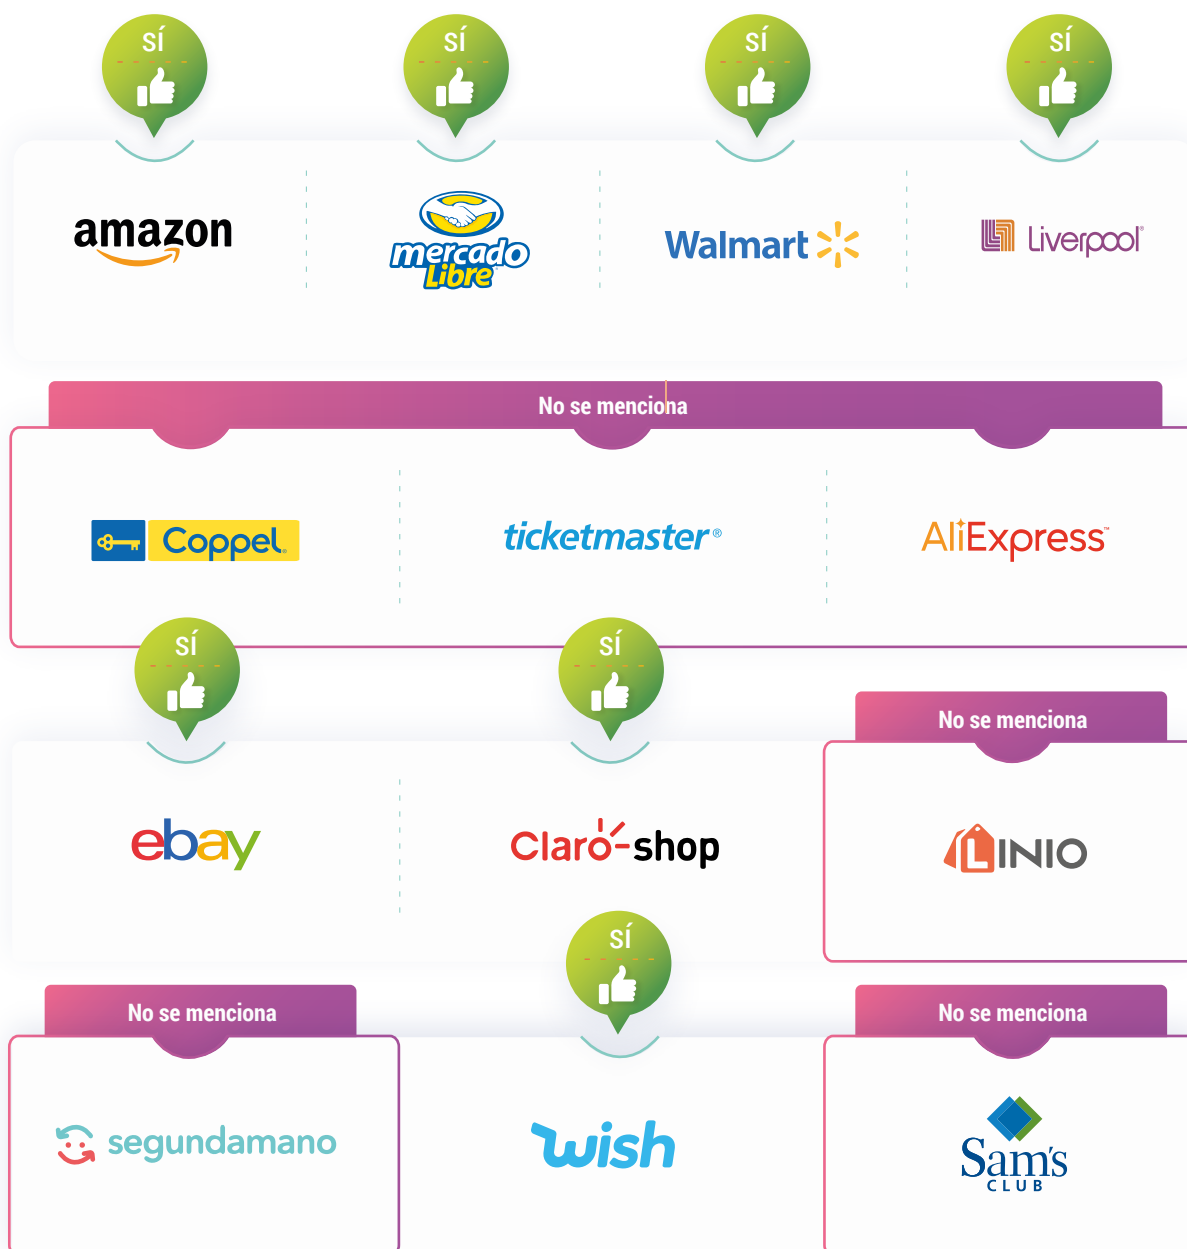 SÍ SÍ SÍ SÍ
amazon
mercado
Libre
Walmart
Liverpool®
No se menciona
Coppel
ticketmaster®
AliExpress™
SÍ SÍ
No se menciona
ebay
Claro-shop
LINIO
SÍ
No se menciona
No se menciona
segundamano
wish
Sam's
CLUB